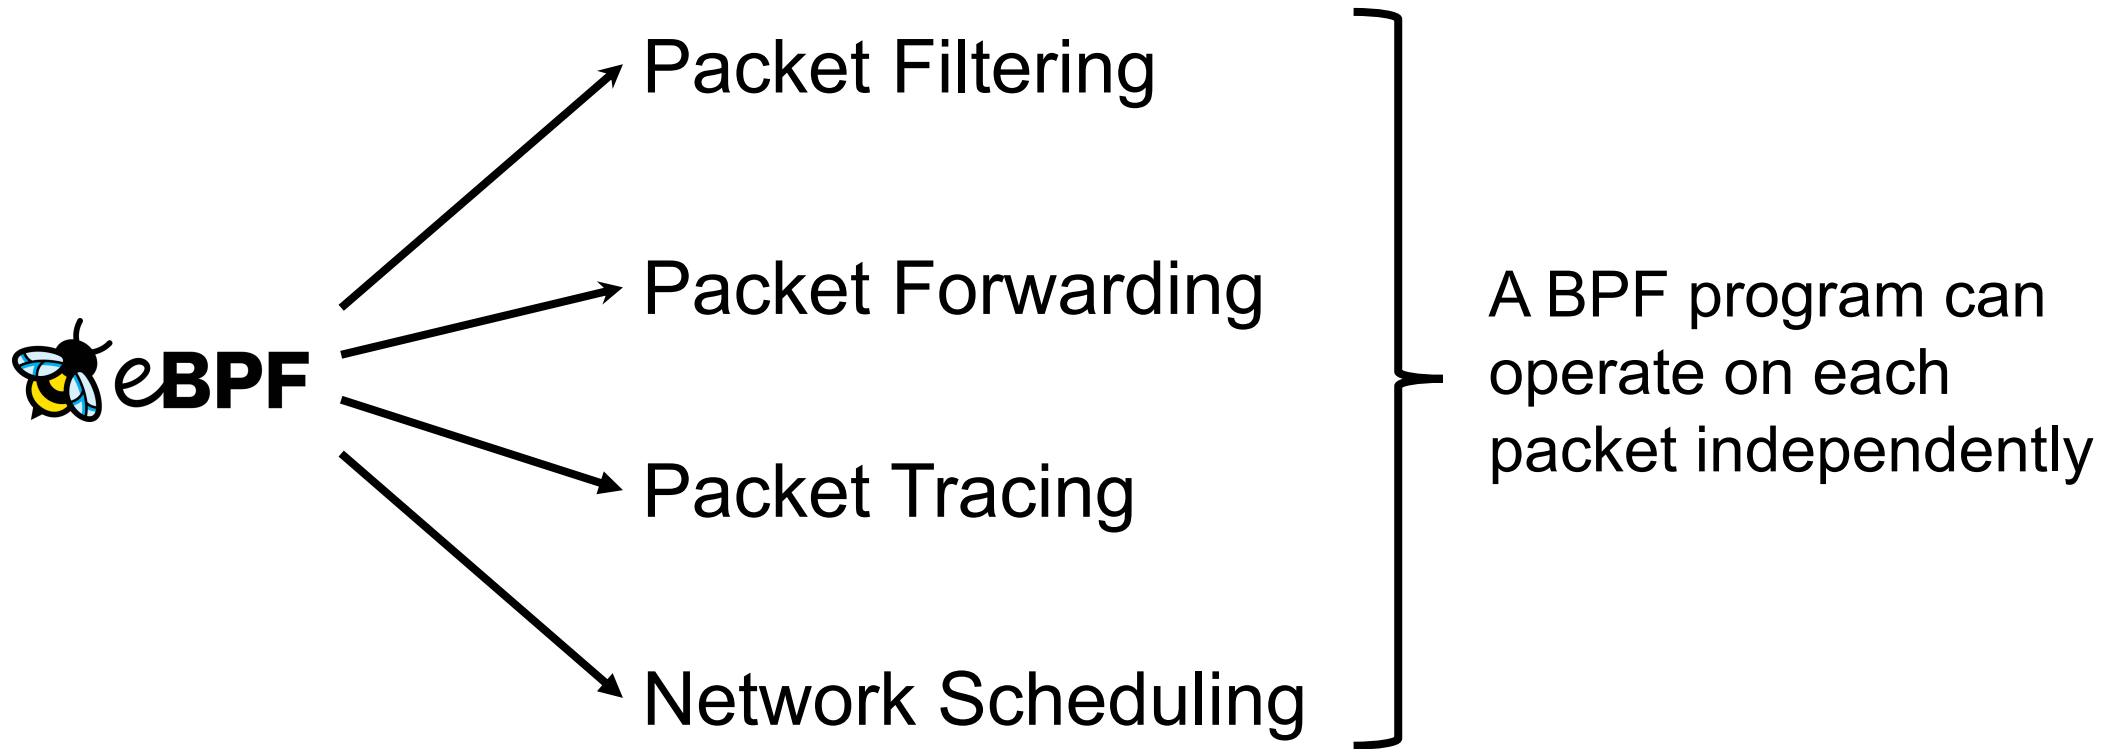 Packet Filtering
Packet Forwarding
eBPF
Packet Tracing
Network Scheduling
A BPF program can
operate on each
packet independently